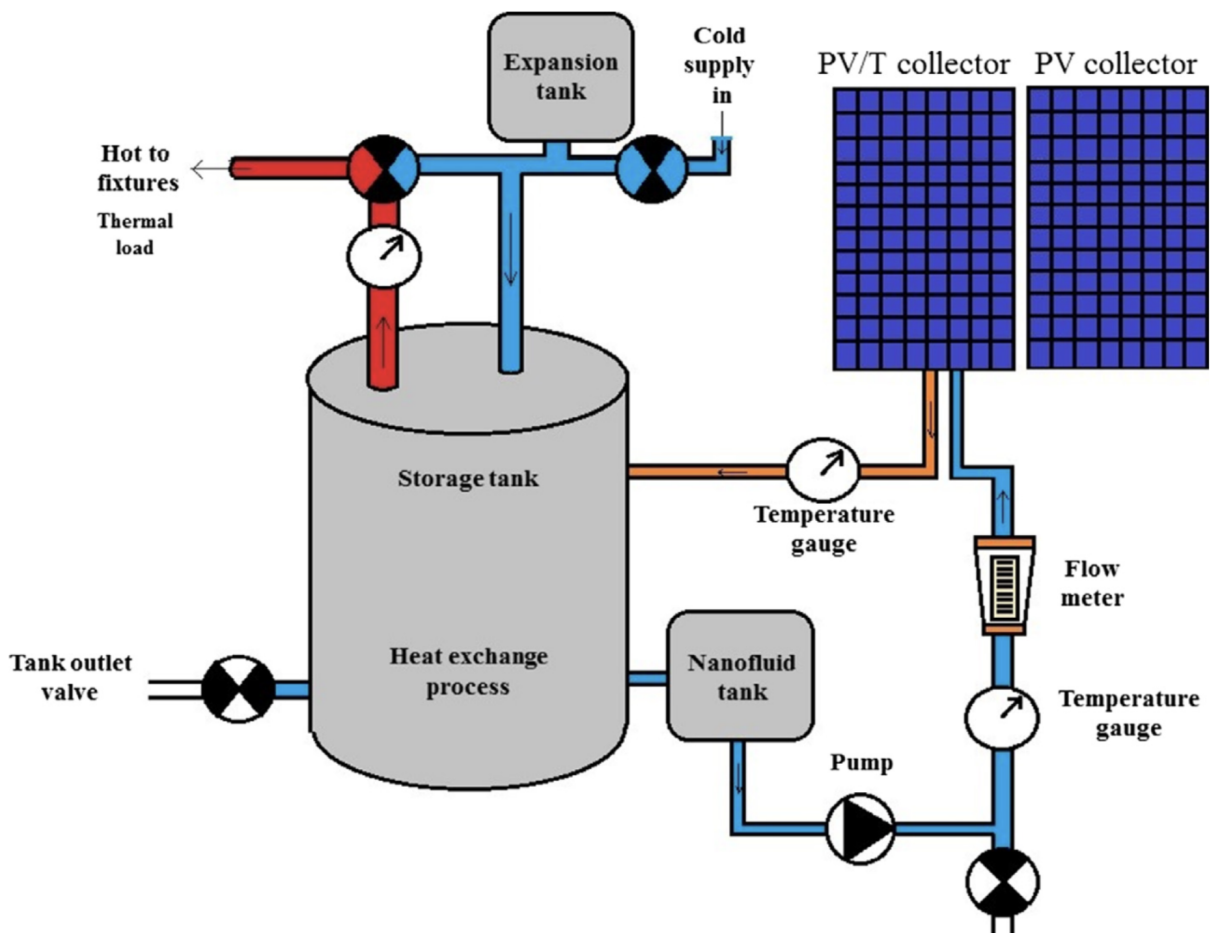 Expansion
tank
Cold
supply
in
PV/T collector
PV collector
Hot to
fixtures
Thermal
load
Storage tank
Temperature
gauge
Flow
meter
Heat exchange
process
Nanofluid
tank
Tank outlet
valve
Temperature
gauge
Pump